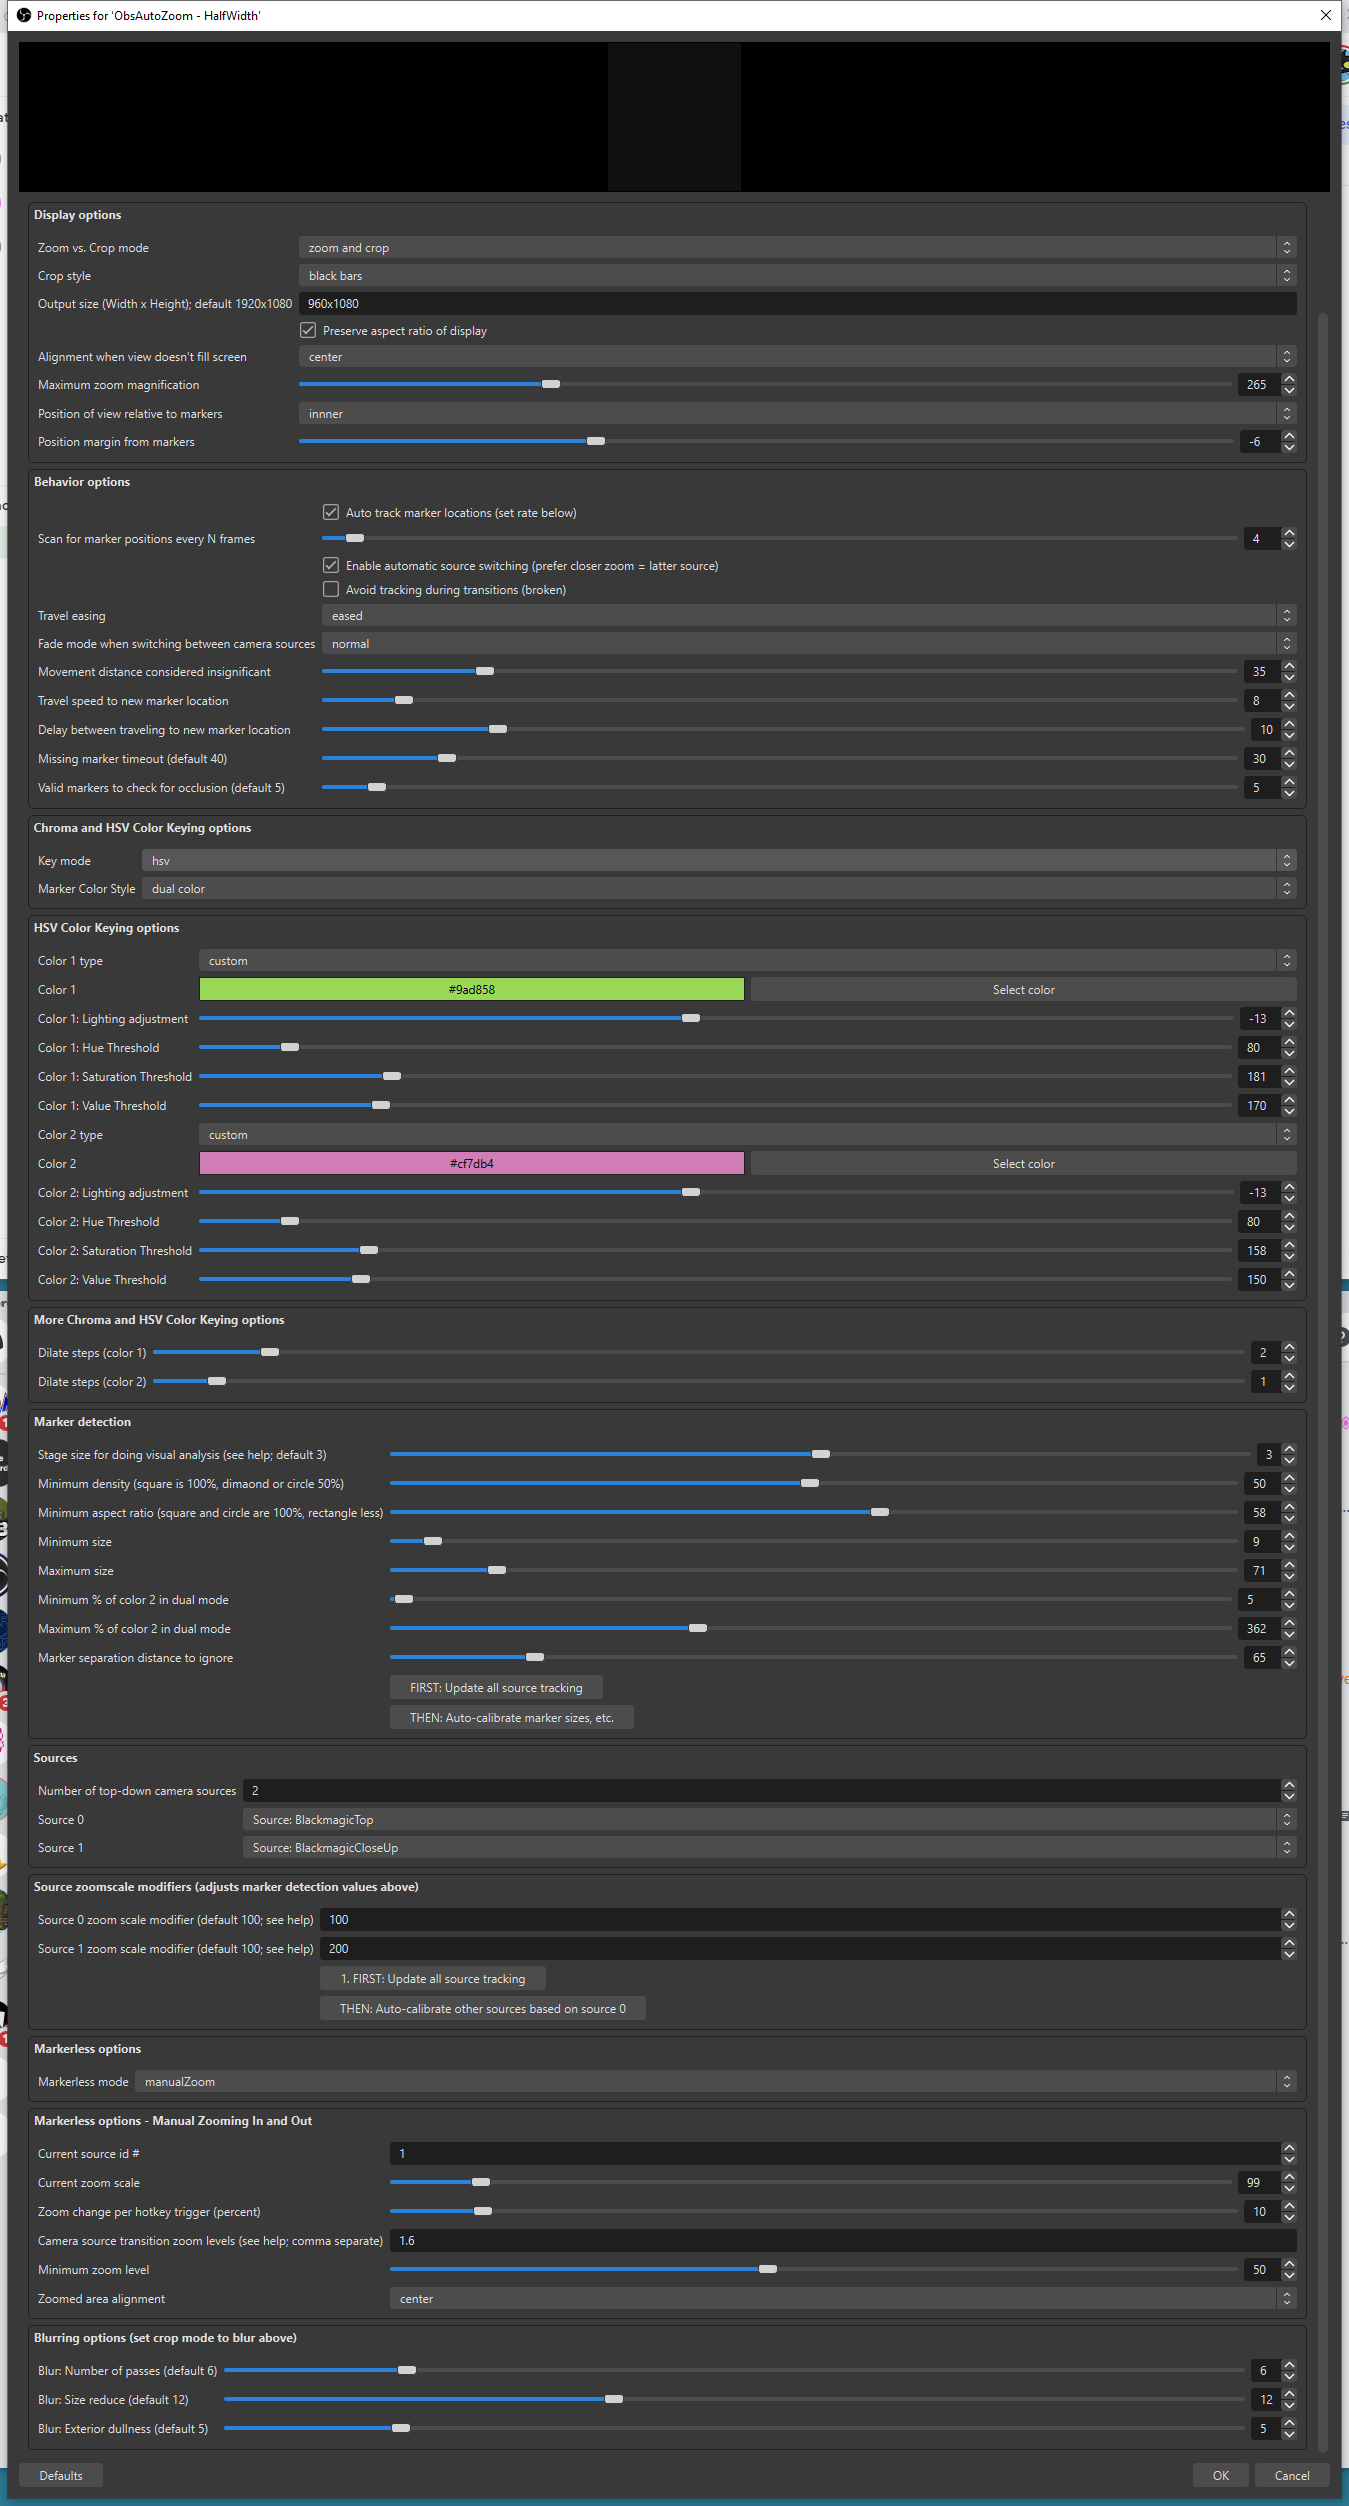 Properties for 'ObsAutoZoom - HalfWidth'
Display options
Zoom vs. Crop mode zoom and crop
Crop style black bars
Output size (Width x Height); default 1920x1080 960x1080
Preserve aspect ratio of display
Alignment when view doesn't fill screen center
Maximum zoom magnification 265
Position of view relative to markers innner
Position margin from markers -6
Behavior options
Auto track marker locations (set rate below)
Scan for marker positions every N frames 4
Enable automatic source switching (prefer closer zoom = latter source)
Avoid tracking during transitions (broken)
Travel easing eased
Fade mode when switching between camera sources normal
Movement distance considered insignificant 35
Travel speed to new marker location 8
Delay between traveling to new marker location 10
Missing marker timeout (default 40) 30
Valid markers to check for occlusion (default 5) 5
Chroma and HSV Color Keying options
Key mode hsv
Marker Color Style dual color
HSV Color Keying options
Color 1 type custom
Color 1 #9ad858 Select color
Color 1: Lighting adjustment -13
Color 1: Hue Threshold 80
Color 1: Saturation Threshold 181
Color 1: Value Threshold 170
Color 2 type custom
Color 2 #cf7db4 Select color
Color 2: Lighting adjustment -13
Color 2: Hue Threshold 80
Color 2: Saturation Threshold 158
Color 2: Value Threshold 150
More Chroma and HSV Color Keying options
Dilate steps (color 1) 2
Dilate steps (color 2) 1
Marker detection
Stage size for doing visual analysis (see help; default 3) 3
Minimum density (square is 100%, dimaond or circle 50%) 50
Minimum aspect ratio (square and circle are 100%, rectangle less) 58
Minimum size 9
Maximum size 71
Minimum % of color 2 in dual mode 5
Maximum % of color 2 in dual mode 362
Marker separation distance to ignore 65
FIRST: Update all source tracking
THEN: Auto-calibrate marker sizes, etc.
Sources
Number of top-down camera sources 2
Source 0 Source: BlackmagicTop
Source 1 Source: BlackmagicCloseUp
Source zoomscale modifiers (adjusts marker detection values above)
Source 0 zoom scale modifier (default 100; see help) 100
Source 1 zoom scale modifier (default 100; see help) 200
1. FIRST: Update all source tracking
THEN: Auto-calibrate other sources based on source 0
Markerless options
Markerless mode manualZoom
Markerless options - Manual Zooming In and Out
Current source id # 1
Current zoom scale 99
Zoom change per hotkey trigger (percent) 10
Camera source transition zoom levels (see help; comma separate) 1.6
Minimum zoom level 50
Zoomed area alignment center
Blurring options (set crop mode to blur above)
Blur: Number of passes (default 6) 6
Blur: Size reduce (default 12) 12
Blur: Exterior dullness (default 5) 5
Defaults OK Cancel